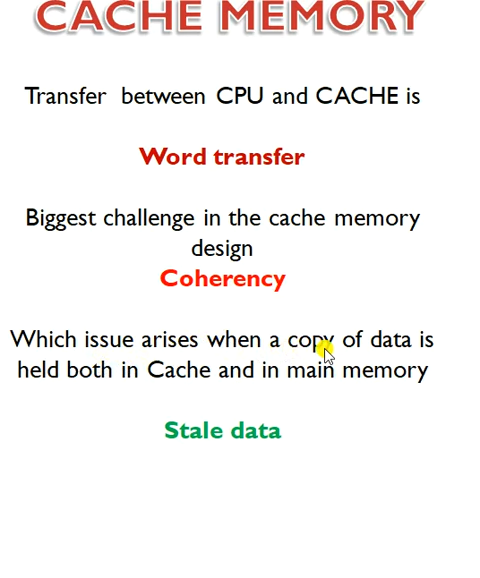 CACHE MEMORY
Transfer between CPU and CACHE is
Word transfer
Biggest challenge in the cache memory
design
Coherency
Which issue arises when a copy of data is
held both in Cache and in main memory
Stale data